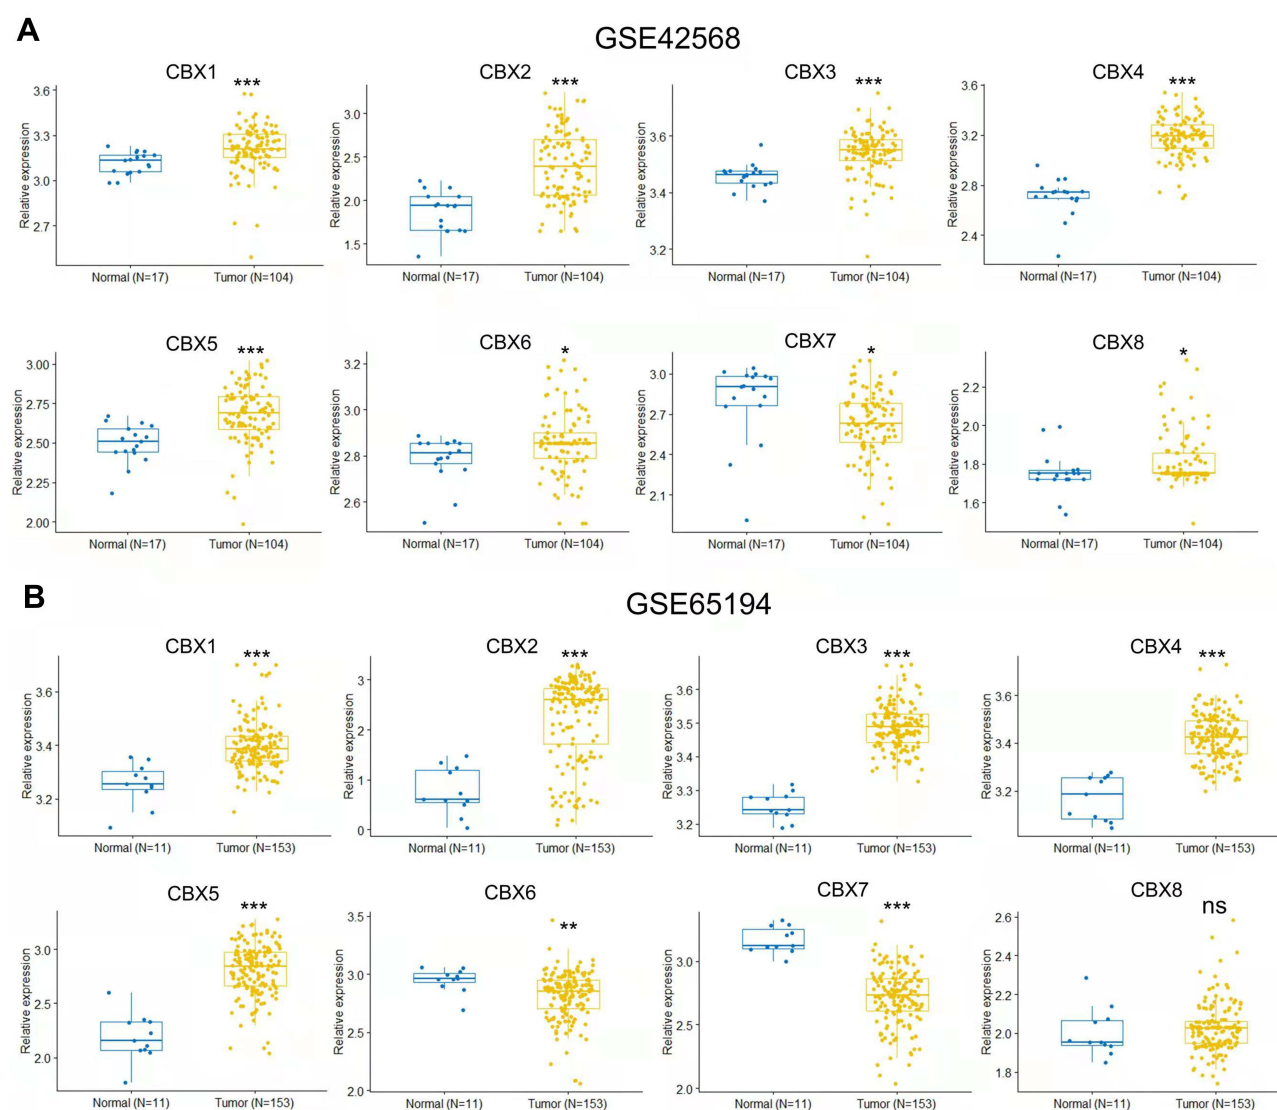 A
GSE42568
CBX1
***
Relative expression
3.6
3.3
3.0
2.7
Normal (N=17)
Tumor (N=104)
CBX2
***
Relative expression
3.0
2.5
2.0
1.5
Normal (N=17)
Tumor (N=104)
CBX3
***
Relative expression
3.6
3.4
3.2
Normal (N=17)
Tumor (N=104)
CBX4
***
Relative expression
3.6
3.2
2.8
2.4
Normal (N=17)
Tumor (N=104)
CBX5
***
Relative expression
3.00
2.75
2.50
2.25
2.00
Normal (N=17)
Tumor (N=104)
CBX6
*
Relative expression
3.2
3.0
2.8
2.6
Normal (N=17)
Tumor (N=104)
CBX7
*
Relative expression
3.0
2.7
2.4
2.1
Normal (N=17)
Tumor (N=104)
CBX8
*
Relative expression
2.2
2.0
1.8
1.6
Normal (N=17)
Tumor (N=104)
B
GSE65194
CBX1
***
Relative expression
3.6
3.4
3.2
Normal (N=11)
Tumor (N=153)
CBX2
***
Relative expression
3
2
1
0
Normal (N=11)
Tumor (N=153)
CBX3
***
Relative expression
3.6
3.5
3.4
3.3
3.2
Normal (N=11)
Tumor (N=153)
CBX4
***
Relative expression
3.6
3.4
3.2
Normal (N=11)
Tumor (N=153)
CBX5
***
Relative expression
3.0
2.5
2.0
Normal (N=11)
Tumor (N=153)
CBX6
**
Relative expression
3.5
3.0
2.5
2.0
Normal (N=11)
Tumor (N=153)
CBX7
***
Relative expression
3.0
2.5
2.0
Normal (N=11)
Tumor (N=153)
CBX8
ns
Relative expression
2.6
2.4
2.2
2.0
1.8
Normal (N=11)
Tumor (N=153)